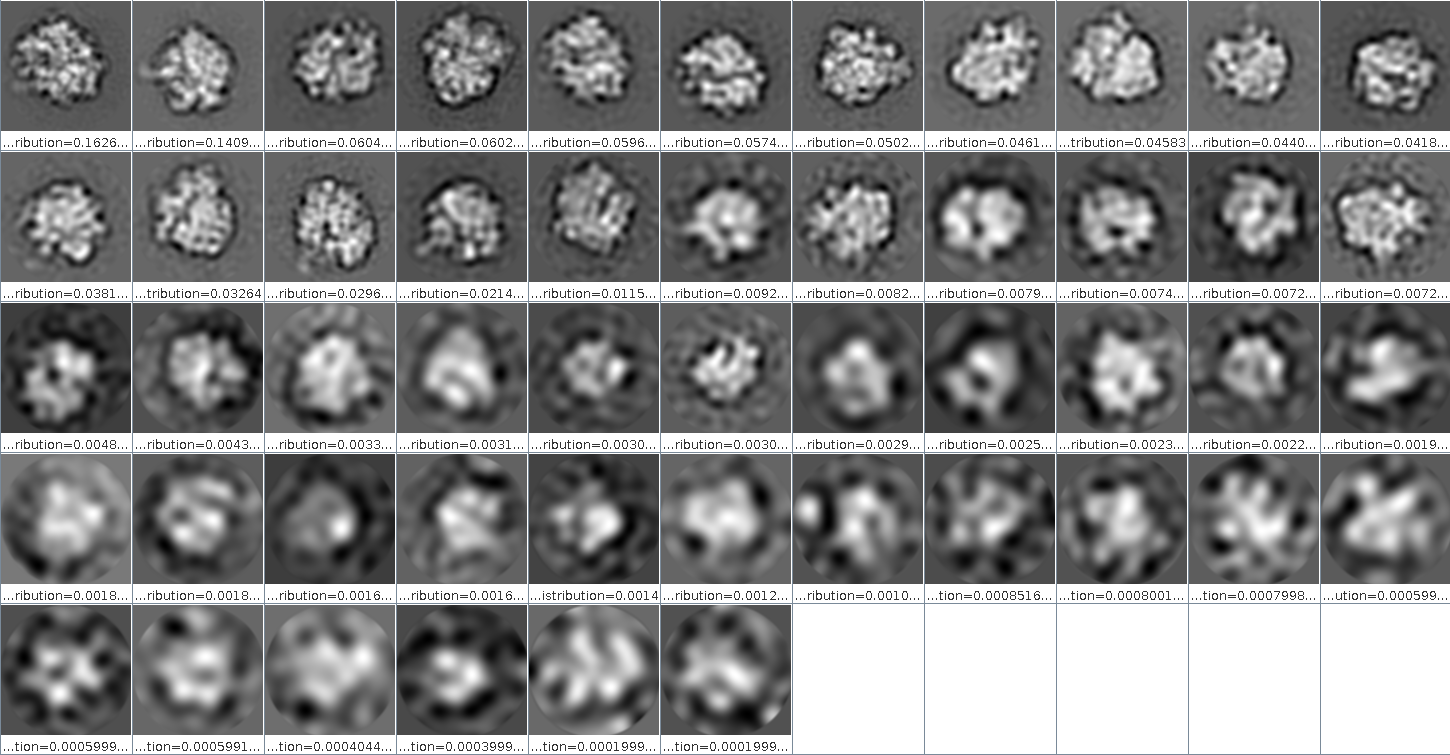 ...ribution=0.1626... ...ribution=0.1409... ...ribution=0.0604... ...ribution=0.0602... ...ribution=0.0596... ...ribution=0.0574... ...ribution=0.0502... ...ribution=0.0461... ...tribution=0.04583 ...ribution=0.0440... ...ribution=0.0418...
...ribution=0.0381... ...tribution=0.03264 ...ribution=0.0296... ...ribution=0.0214... ...ribution=0.0115... ...ribution=0.0092... ...ribution=0.0082... ...ribution=0.0079... ...ribution=0.0074... ...ribution=0.0072... ...ribution=0.0072...
...ribution=0.0048... ...ribution=0.0043... ...ribution=0.0033... ...ribution=0.0031... ...ribution=0.0030... ...ribution=0.0030... ...ribution=0.0029... ...ribution=0.0025... ...ribution=0.0023... ...ribution=0.0022... ...ribution=0.0019...
...ribution=0.0018... ...ribution=0.0018... ...ribution=0.0016... ...ribution=0.0016... ...istribution=0.0014 ...ribution=0.0012... ...ribution=0.0010... ...tion=0.0008516... ...tion=0.0008001... ...tion=0.0007998... ...ution=0.000599...
...tion=0.0005999... ...tion=0.0005991... ...tion=0.0004044... ...tion=0.0003999... ...tion=0.0001999... ...tion=0.0001999...